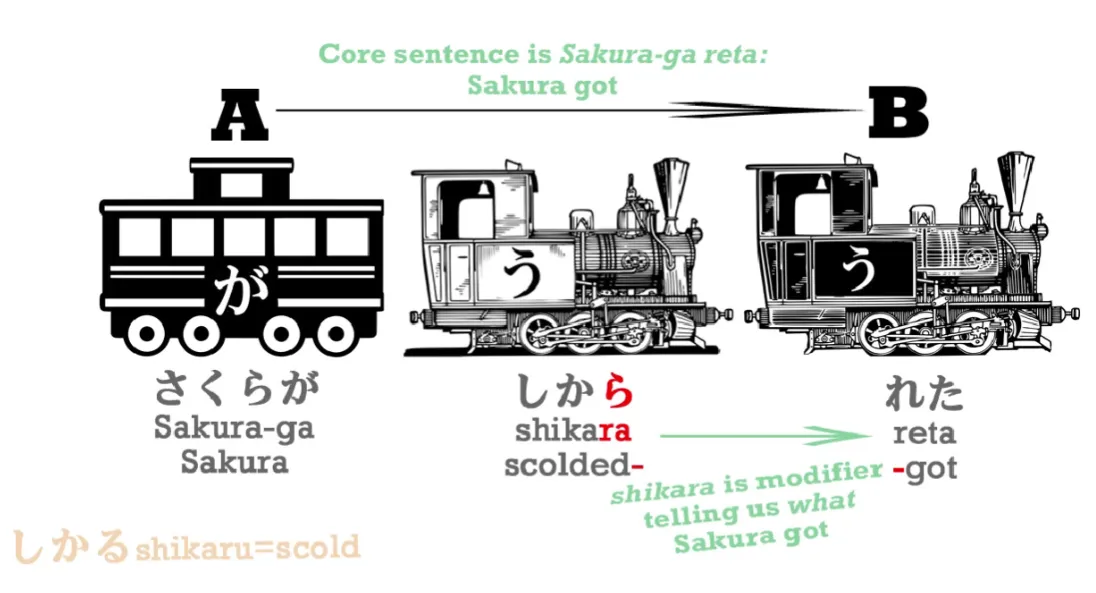 Core sentence is Sakura-ga reta:
Sakura got
A
B
が
う
う
さくらが
Sakura-ga
Sakura
しから
shikara
scolded-
れた
reta
-got
shikara is modifier
telling us what
Sakura got
しかる shikaru=scold